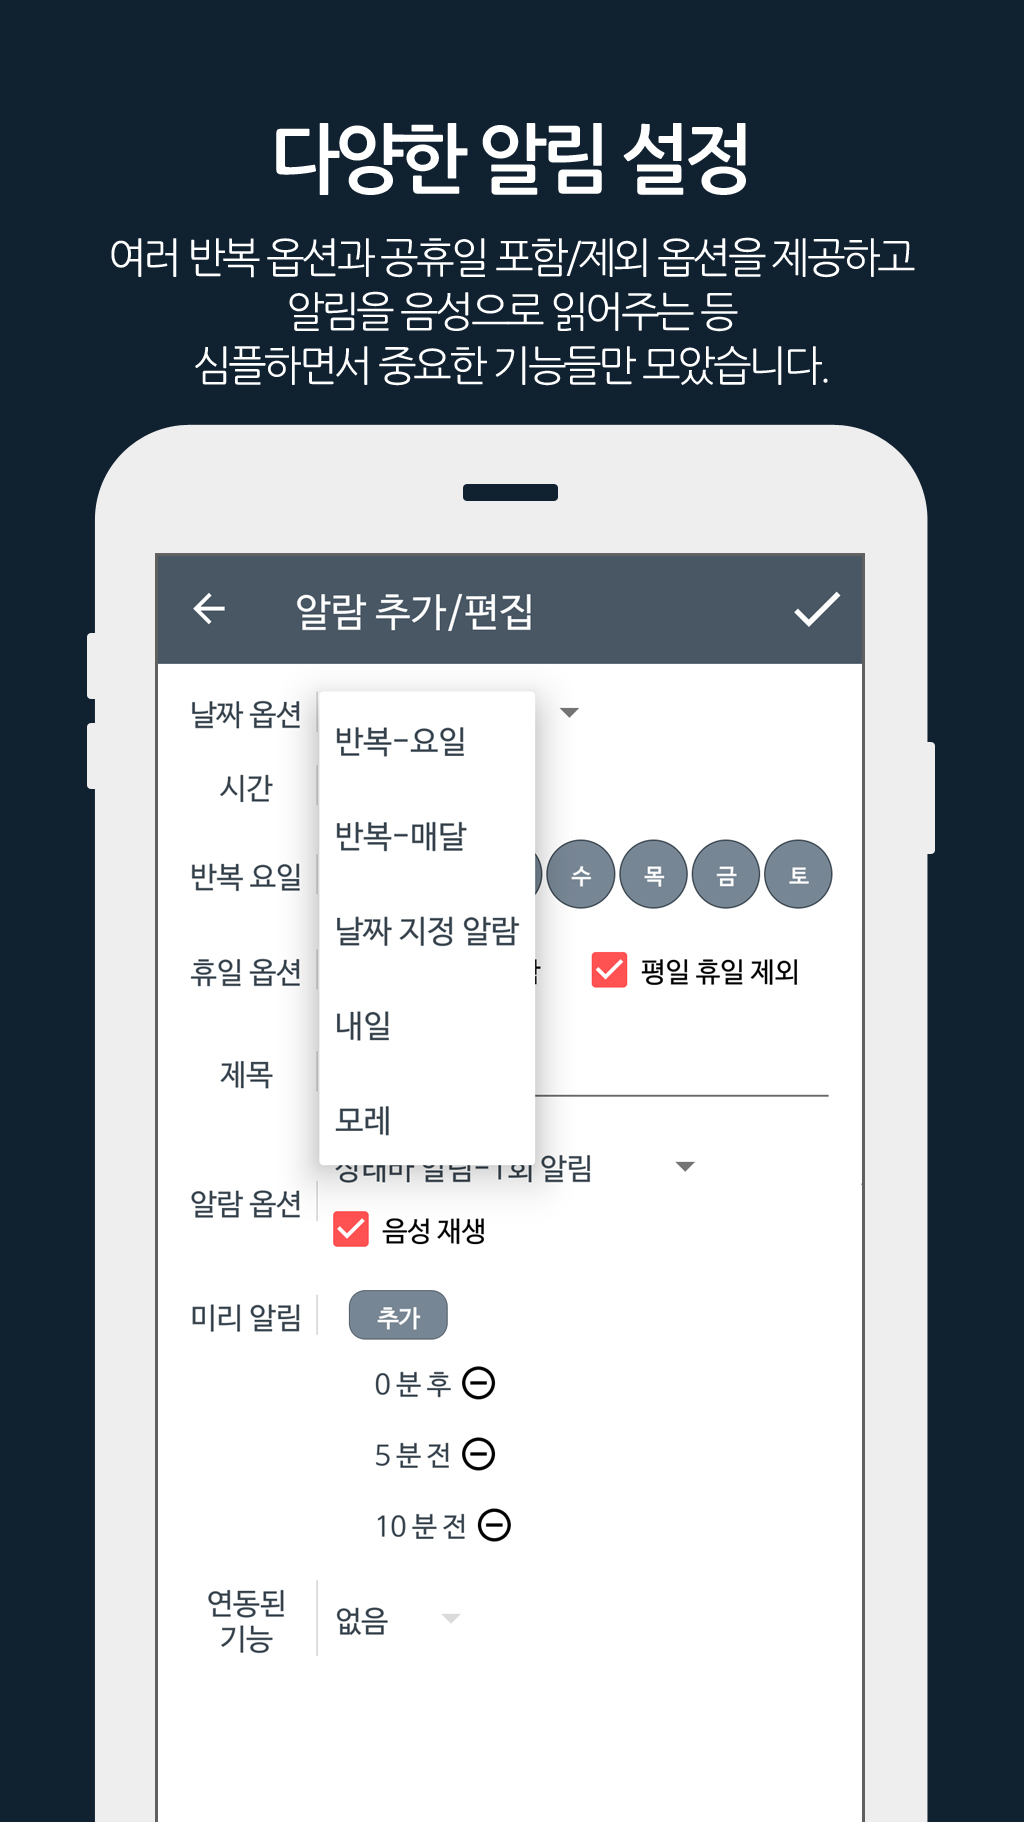 다양한 알림 설정
여러 반복 옵션과 공휴일 포함/제외 옵션을 제공하고
알림을 음성으로 읽어주는 등
심플하면서 중요한 기능들만 모았습니다.
알람 추가/편집
날짜 옵션
반복-요일
시간
반복-매달
반복 요일
수 목 금 토
날짜 지정 알람
휴일 옵션
평일 휴일 제외
내일
제목
모레
상태바 알림-1회 알림
알람 옵션
음성 재생
미리 알림
추가
0 분 후
5 분 전
10 분 전
연동된
기능
없음